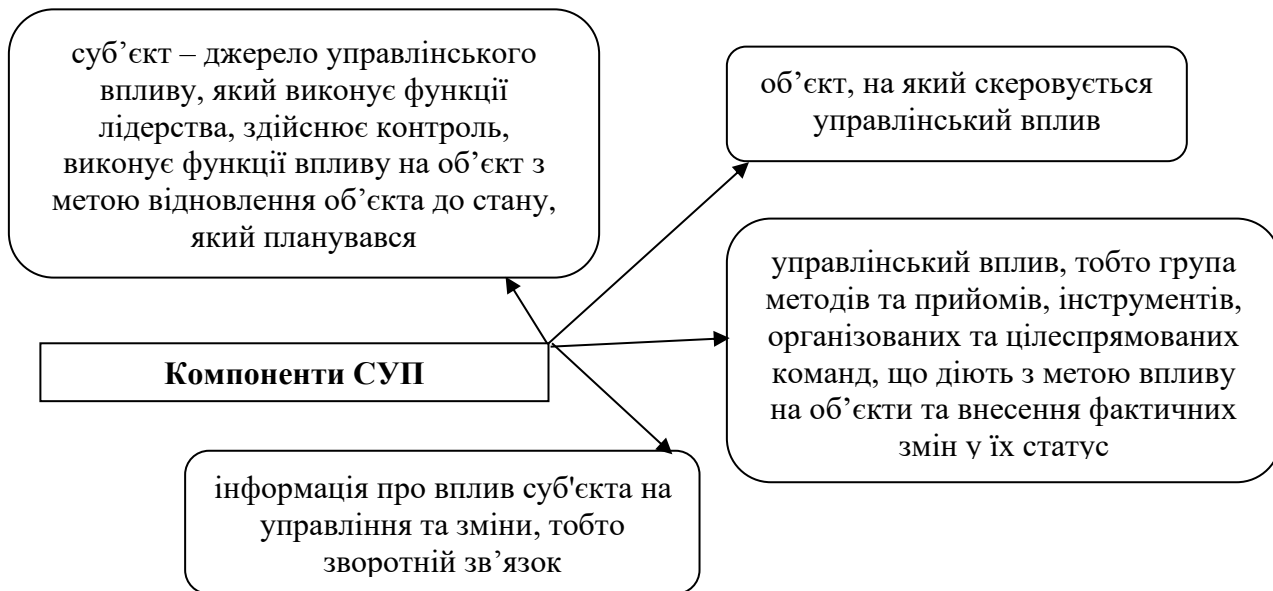 суб’єкт – джерело управлінського
впливу, який виконує функції
лідерства, здійснює контроль,
виконує функції впливу на об’єкт з
метою відновлення об’єкта до стану,
який планувався
об’єкт, на який скеровується
управлінський вплив
управлінський вплив, тобто група
методів та прийомів, інструментів,
організованих та цілеспрямованих
команд, що діють з метою впливу
на об’єкти та внесення фактичних
змін у їх статус
Компоненти СУП
інформація про вплив суб'єкта на
управління та зміни, тобто
зворотній зв’язок